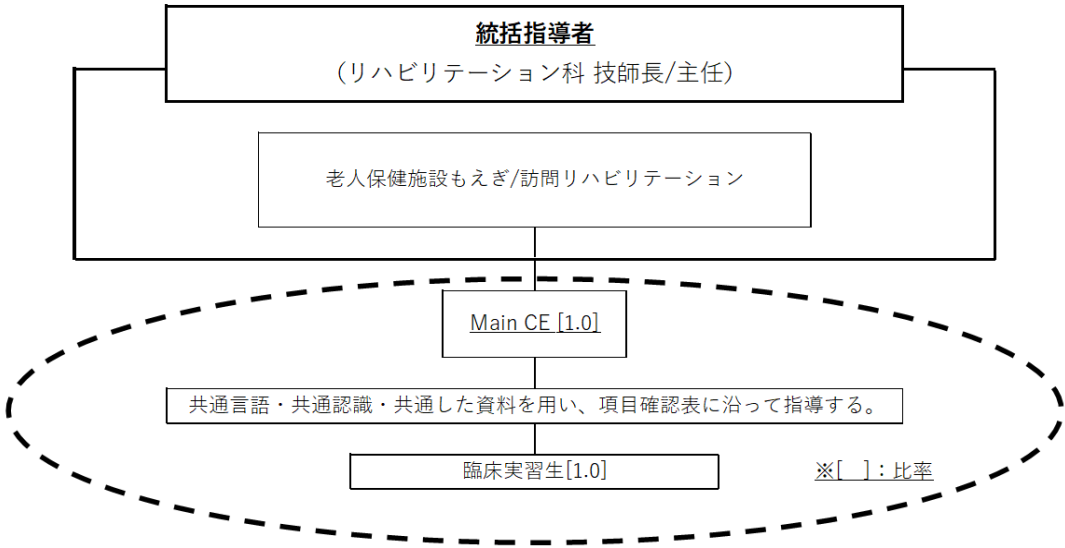 統括指導者
(リハビリテーション科 技師長/主任)
老人保健施設もえぎ/訪問リハビリテーション
Main CE [1.0]
共通言語・共通認識・共通した資料を用い、項目確認表に沿って指導する。
臨床実習生[1.0]
※[　]：比率